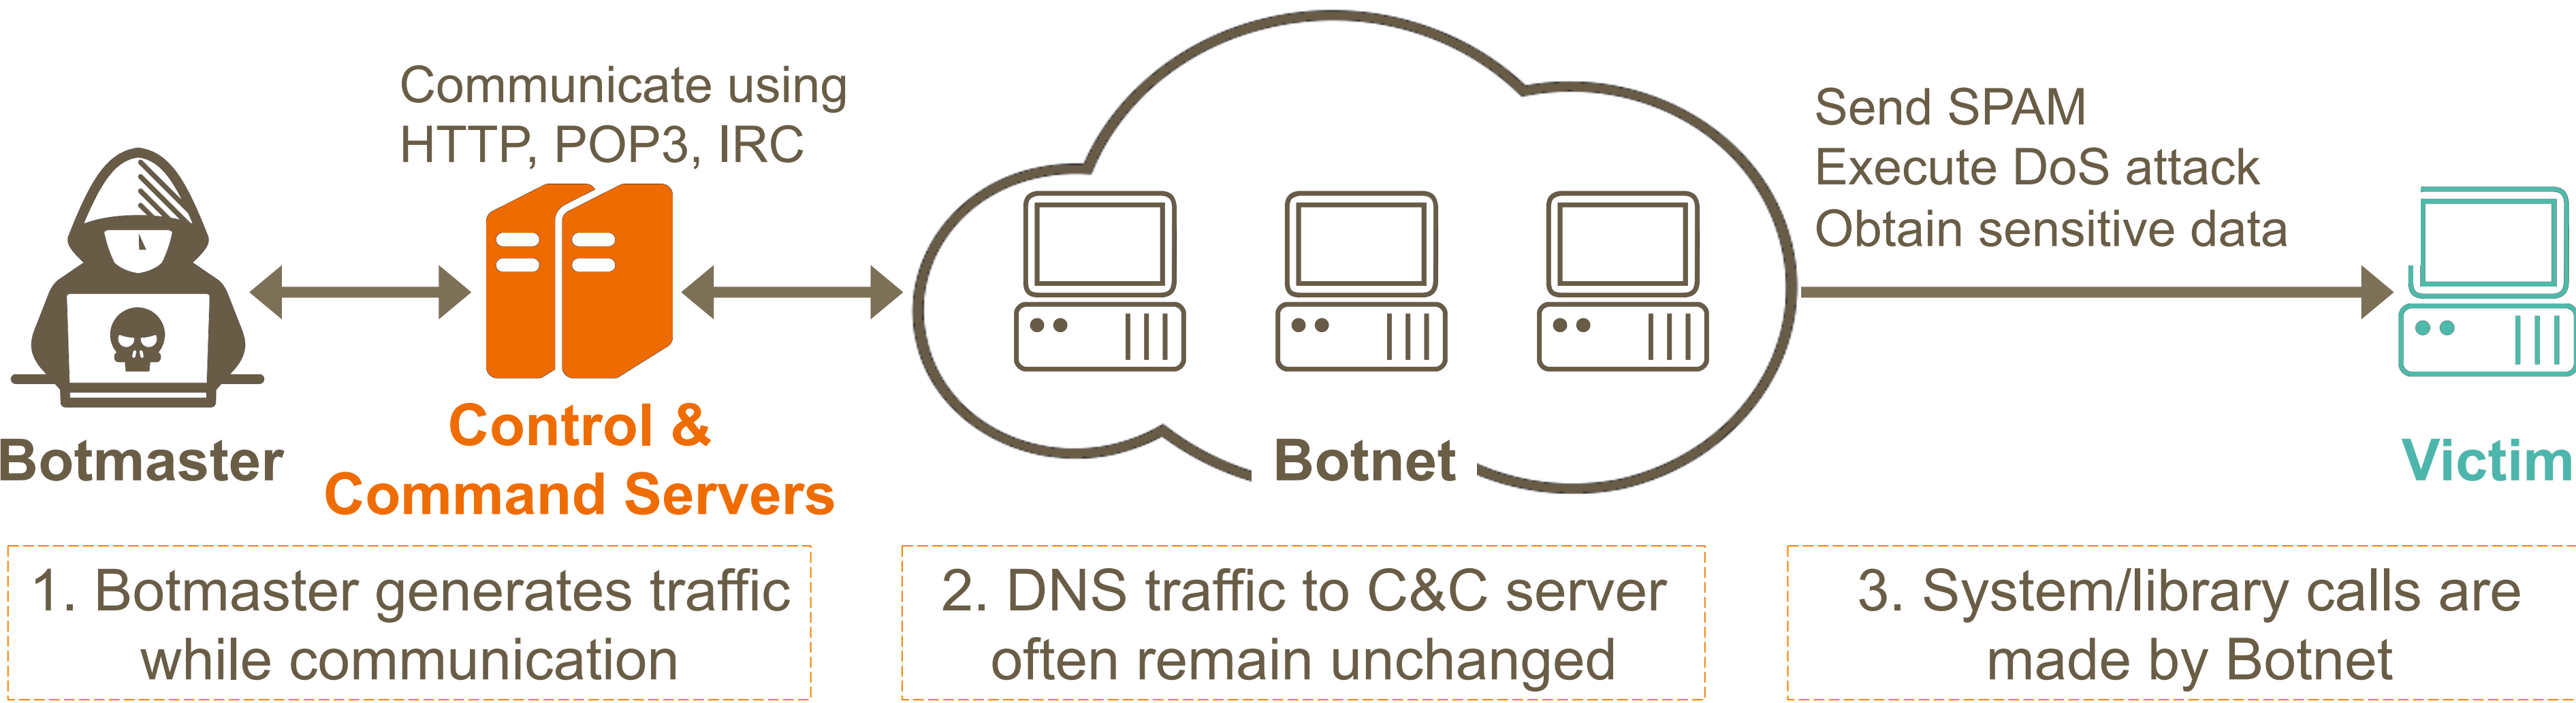 Communicate using
HTTP, POP3, IRC
Send SPAM
Execute DoS attack
Obtain sensitive data
Botmaster
Control &
Command Servers
Botnet
Victim
1. Botmaster generates traffic
while communication
2. DNS traffic to C&C server
often remain unchanged
3. System/library calls are
made by Botnet